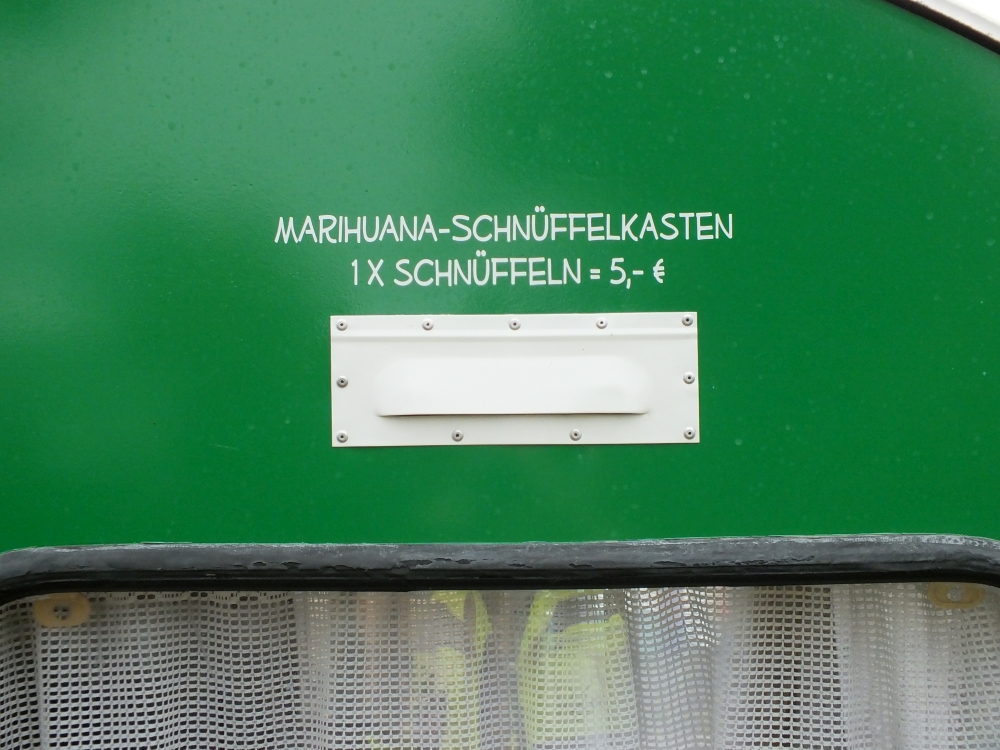 MARIHUANA-SCHNÜFFELKASTEN
1 X SCHNÜFFELN = 5,- €